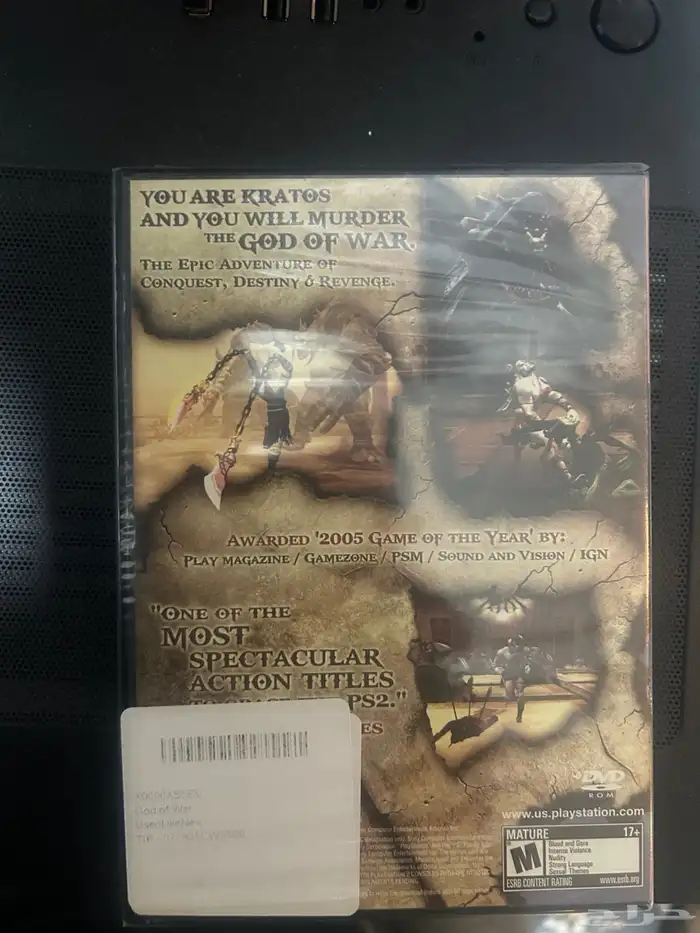 YOU ARE KRATOS
AND YOU WILL MURDER
THE GOD OF WAR.
THE EPIC ADVENTURE OF
CONQUEST, DESTINY & REVENGE.
AWARDED '2005 GAME OF THE YEAR' BY:
PLAY MAGAZINE / GAMEZONE / PSM / SOUND AND VISION / IGN
"ONE OF THE
MOST
SPECTACULAR
ACTION TITLES
PS2."
God of War
DVD
ROM
www.us.playstation.com
MATURE 17+
M
Blood and Gore
Intense Violence
Nudity
Strong Language
Sexual Themes
ESRB CONTENT RATING www.esrb.org
حراج